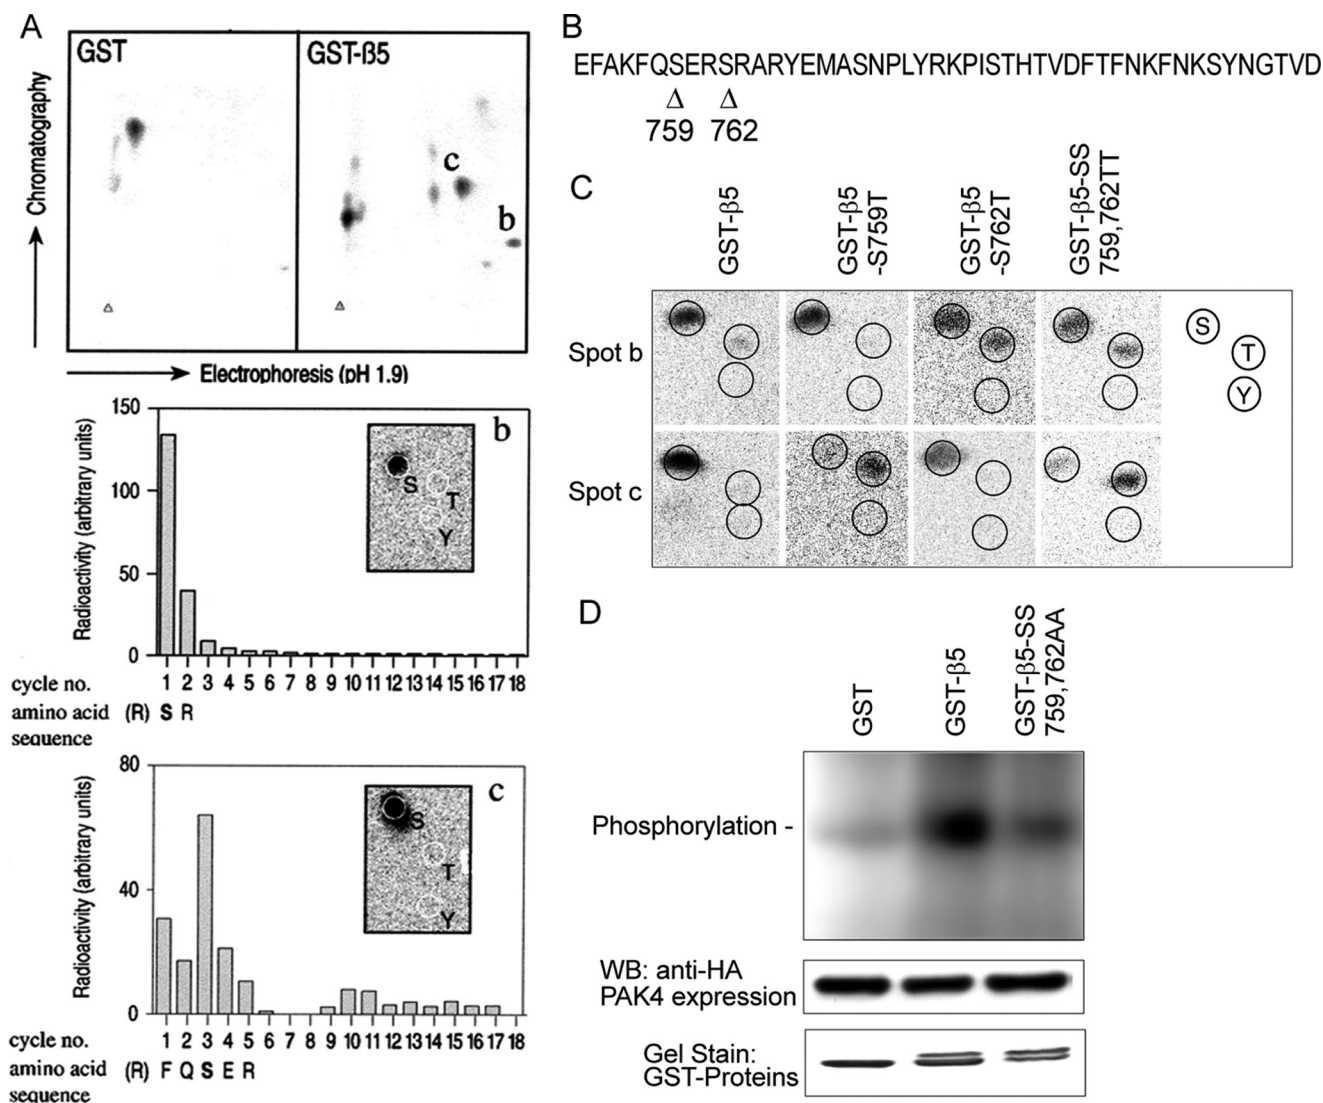 A
GST
GST-ß5
c
b
Chromatography
Electrophoresis (pH 1.9)
150
100
50
0
Radioactivity (arbitrary units)
b
S
T
Y
cycle no. 1 2 3 4 5 6 7 8 9 10 11 12 13 14 15 16 17 18
amino acid (R) S R
sequence
80
40
0
Radioactivity (arbitrary units)
c
S
T
Y
cycle no. 1 2 3 4 5 6 7 8 9 10 11 12 13 14 15 16 17 18
amino acid (R) F Q S E R
sequence
B
EFAKFQSERSRARYEMASNPLYRKPISTHTVDFTFNKFNKSYNGTVD
Δ Δ
759 762
C
GST-β5
GST-β5
-S759T
GST-β5
-S762T
GST-β5-SS
759,762TT
Spot b
Spot c
S
T
Y
D
GST
GST-β5
GST-β5-SS
759,762AA
Phosphorylation -
WB: anti-HA
PAK4 expression
Gel Stain:
GST-Proteins